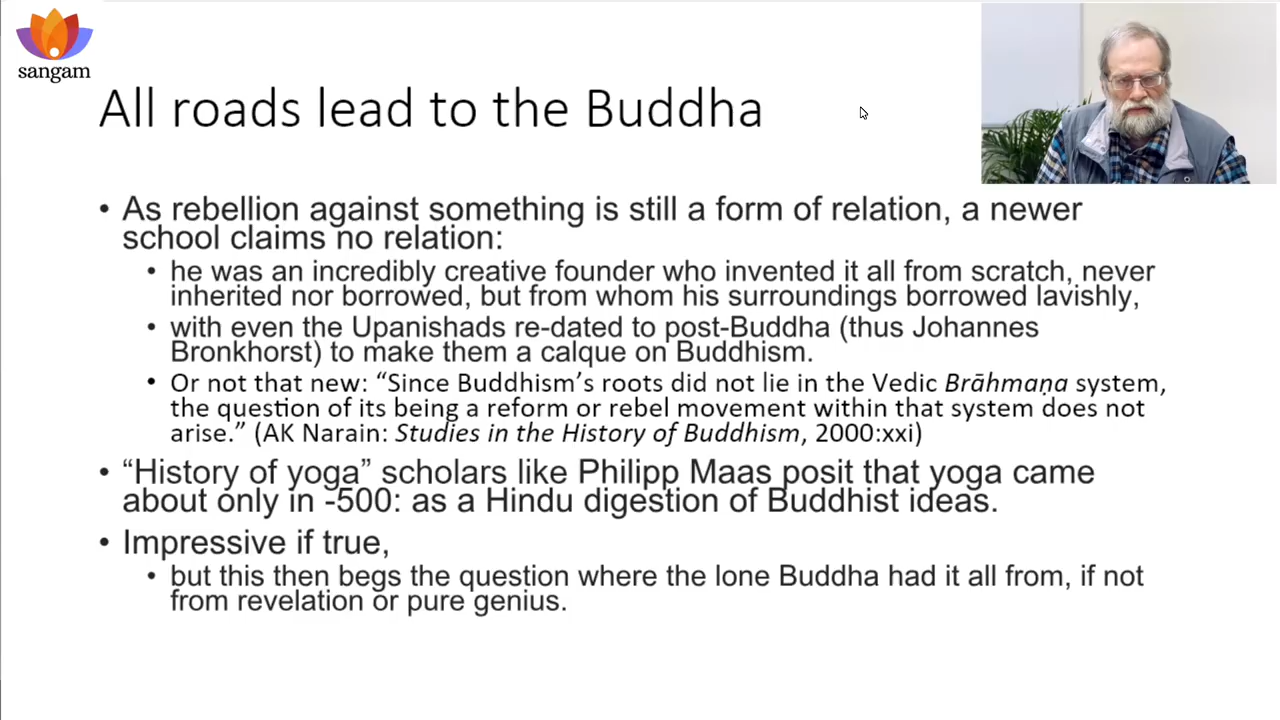 sangam
All roads lead to the Buddha
• As rebellion against something is still a form of relation, a newer
school claims no relation:
• he was an incredibly creative founder who invented it all from scratch, never
inherited nor borrowed, but from whom his surroundings borrowed lavishly,
• with even the Upanishads re-dated to post-Buddha (thus Johannes
Bronkhorst) to make them a calque on Buddhism.
• Or not that new: “Since Buddhism’s roots did not lie in the Vedic Brāhmaṇa system,
the question of its being a reform or rebel movement within that system does not
arise.” (AK Narain: Studies in the History of Buddhism, 2000:xxi)
• “History of yoga” scholars like Philipp Maas posit that yoga came
about only in -500: as a Hindu digestion of Buddhist ideas.
• Impressive if true,
• but this then begs the question where the lone Buddha had it all from, if not
from revelation or pure genius.